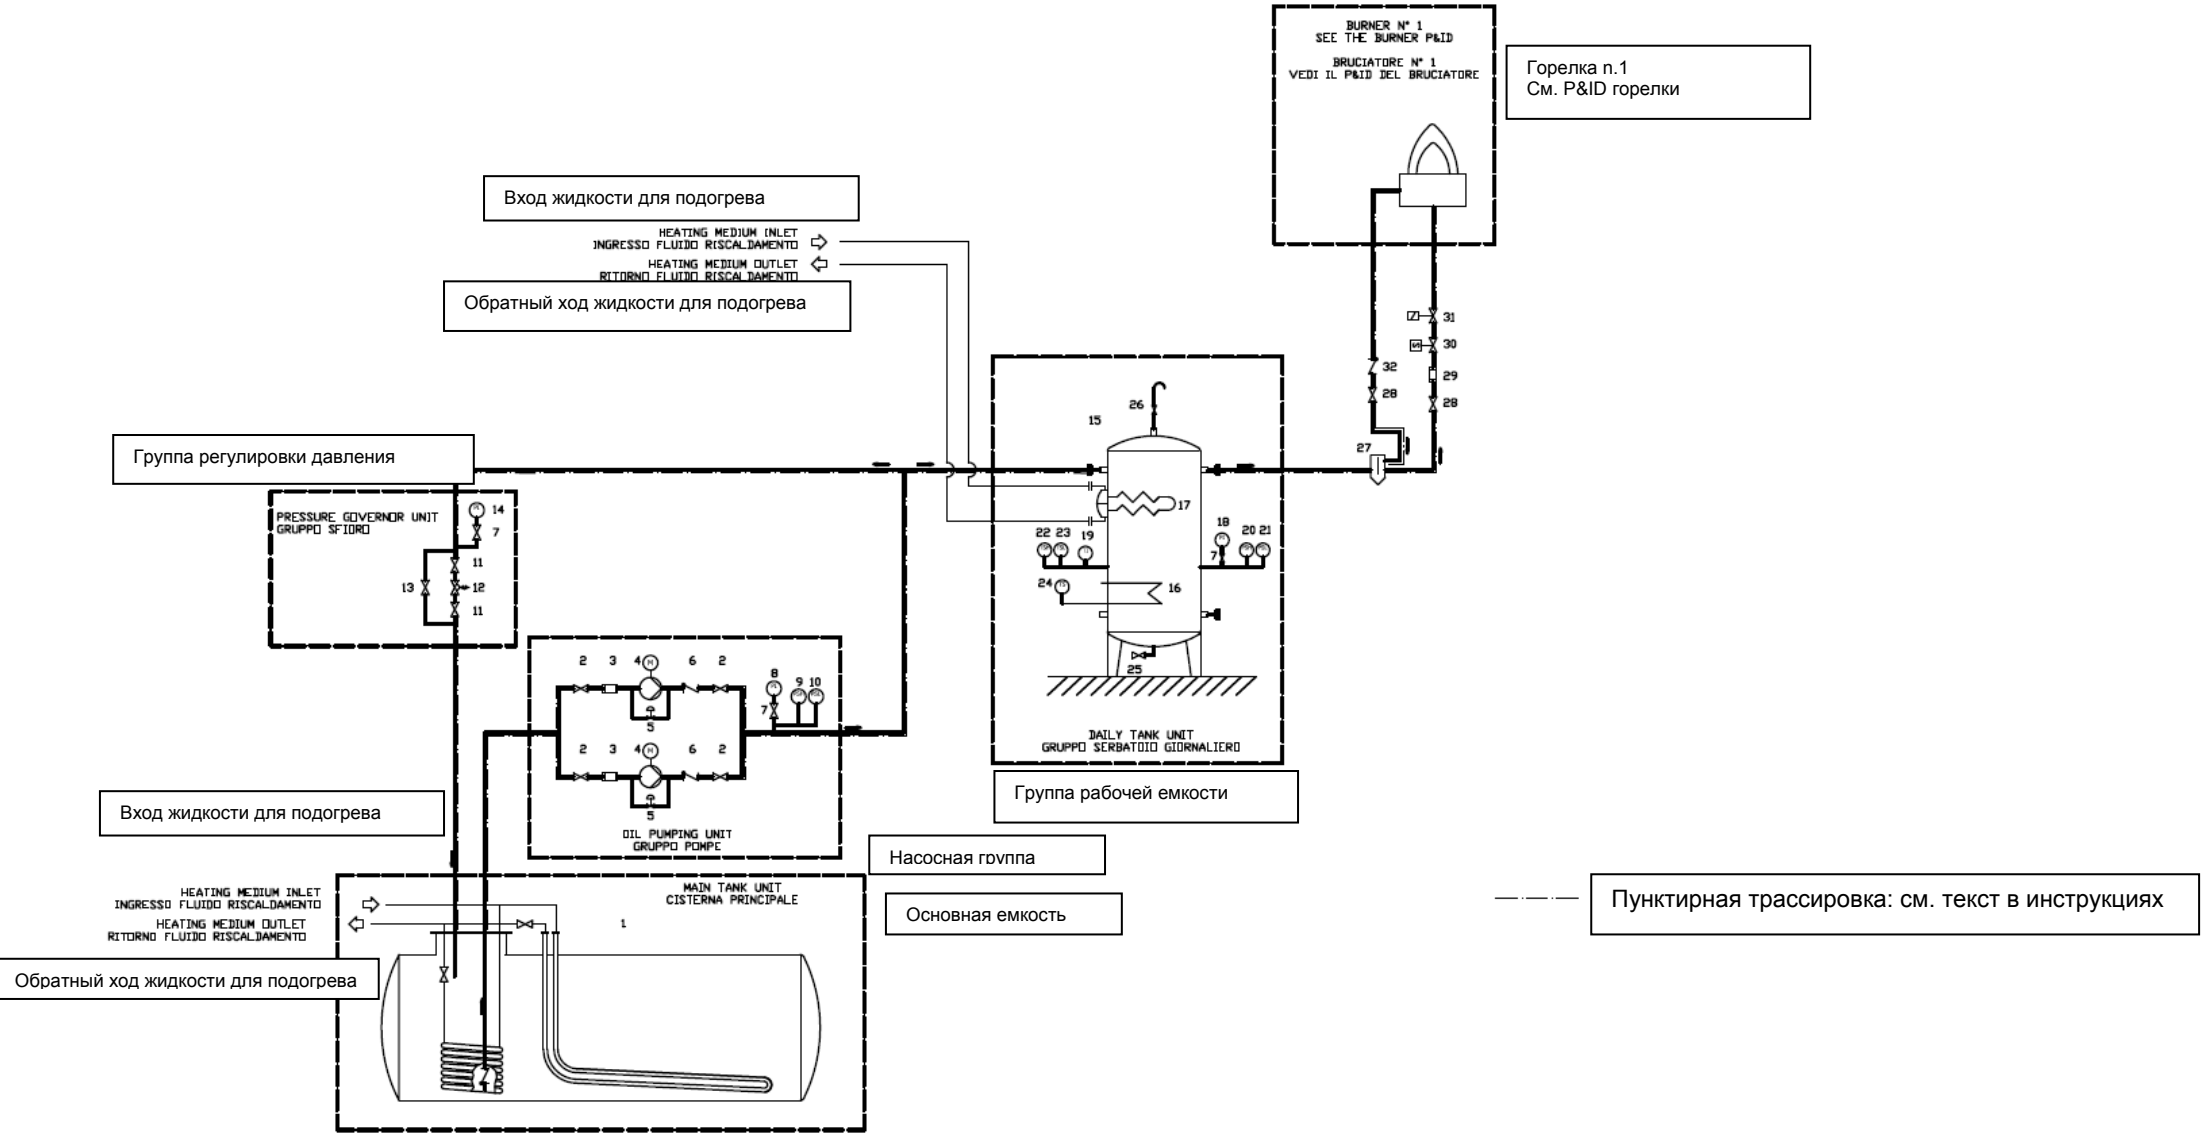 BURNER N° 1
SEE THE BURNER P&ID
BRUCIATORE N° 1
VEDI IL P&ID DEL BRUCIATORE
Горелка n.1
См. P&ID горелки
Вход жидкости для подогрева
HEATING MEDIUM INLET
INGRESSO FLUIDO RISCALDAMENTO
HEATING MEDIUM OUTLET
RITORNO FLUIDO RISCALDAMENTO
Обратный ход жидкости для подогрева
31
30
32
29
28
28
27
26
15
17
18
22 23 19
20 21
7
24
16
25
DAILY TANK UNIT
GRUPPO SERBATOIO GIORNALIERO
Группа рабочей емкости
Группа регулировки давления
PRESSURE GOVERNOR UNIT
GRUPPO SFIORO
14
7
11
13
12
11
2 3 4 M 6 2
8
9 10
7
5
2 3 4 M 6 2
5
OIL PUMPING UNIT
GRUPPO POMPE
Насосная группа
Вход жидкости для подогрева
HEATING MEDIUM INLET
INGRESSO FLUIDO RISCALDAMENTO
HEATING MEDIUM OUTLET
RITORNO FLUIDO RISCALDAMENTO
Обратный ход жидкости для подогрева
MAIN TANK UNIT
CISTERNA PRINCIPALE
1
Основная емкость
Пунктирная трассировка: см. текст в инструкциях